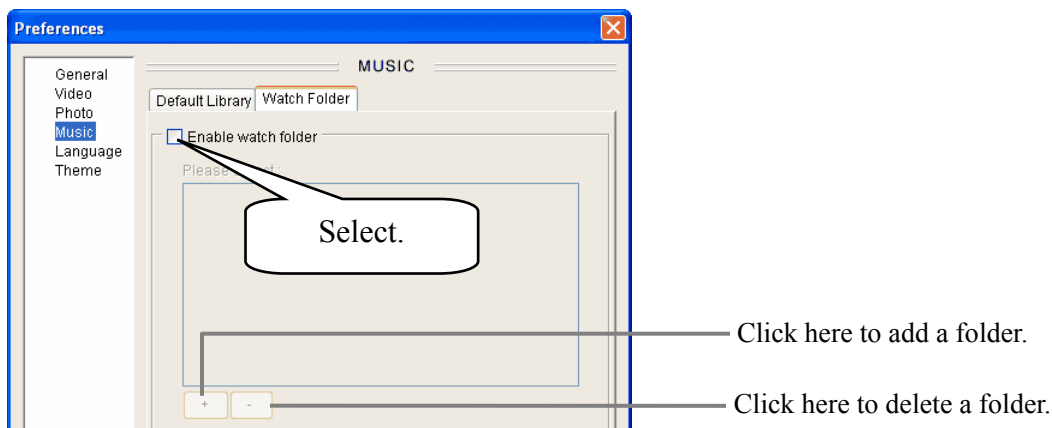 Preferences
MUSIC
General
Video
Photo
Music
Language
Theme
Default Library
Watch Folder
Enable watch folder
Please
Select.
+
-
Click here to add a folder.
Click here to delete a folder.